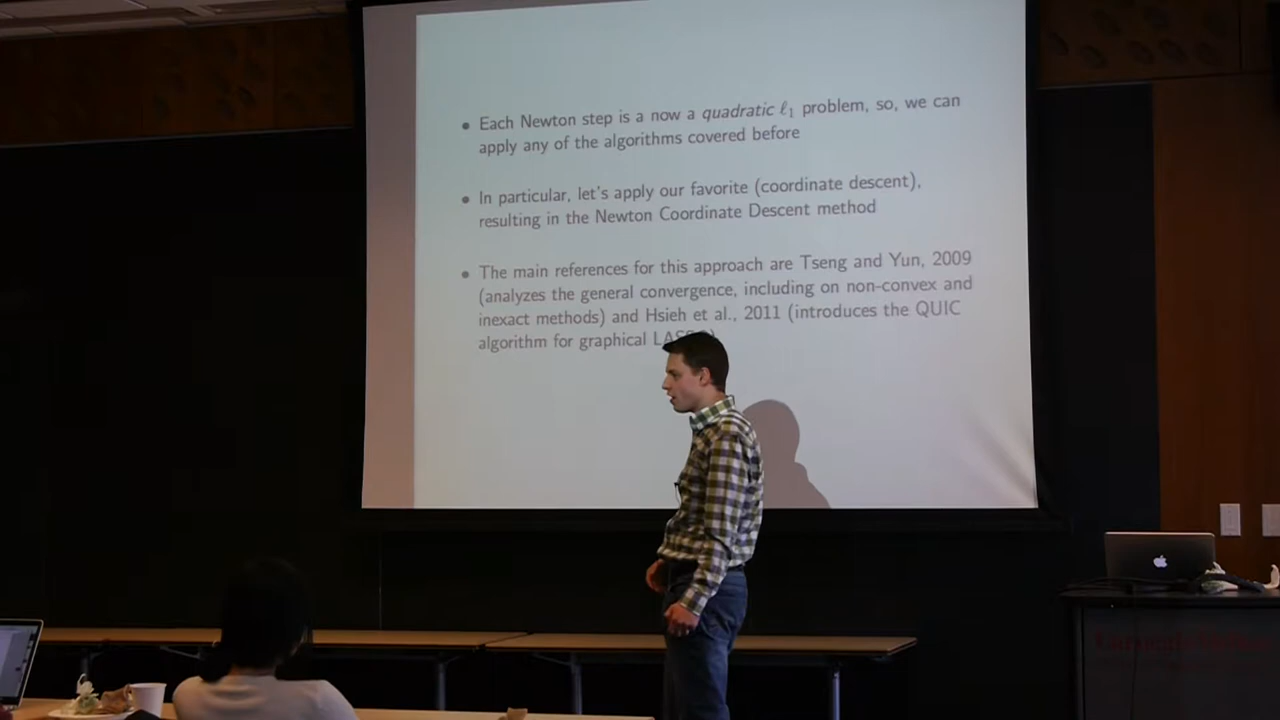 • Each Newton step is a now a quadratic ℓ₁ problem, so, we can
apply any of the algorithms covered before
• In particular, let's apply our favorite (coordinate descent),
resulting in the Newton Coordinate Descent method
• The main references for this approach are Tseng and Yun, 2009
(analyzes the general convergence, including on non-convex and
inexact methods) and Hsieh et al., 2011 (introduces the QUIC
algorithm for graphical LASSO)